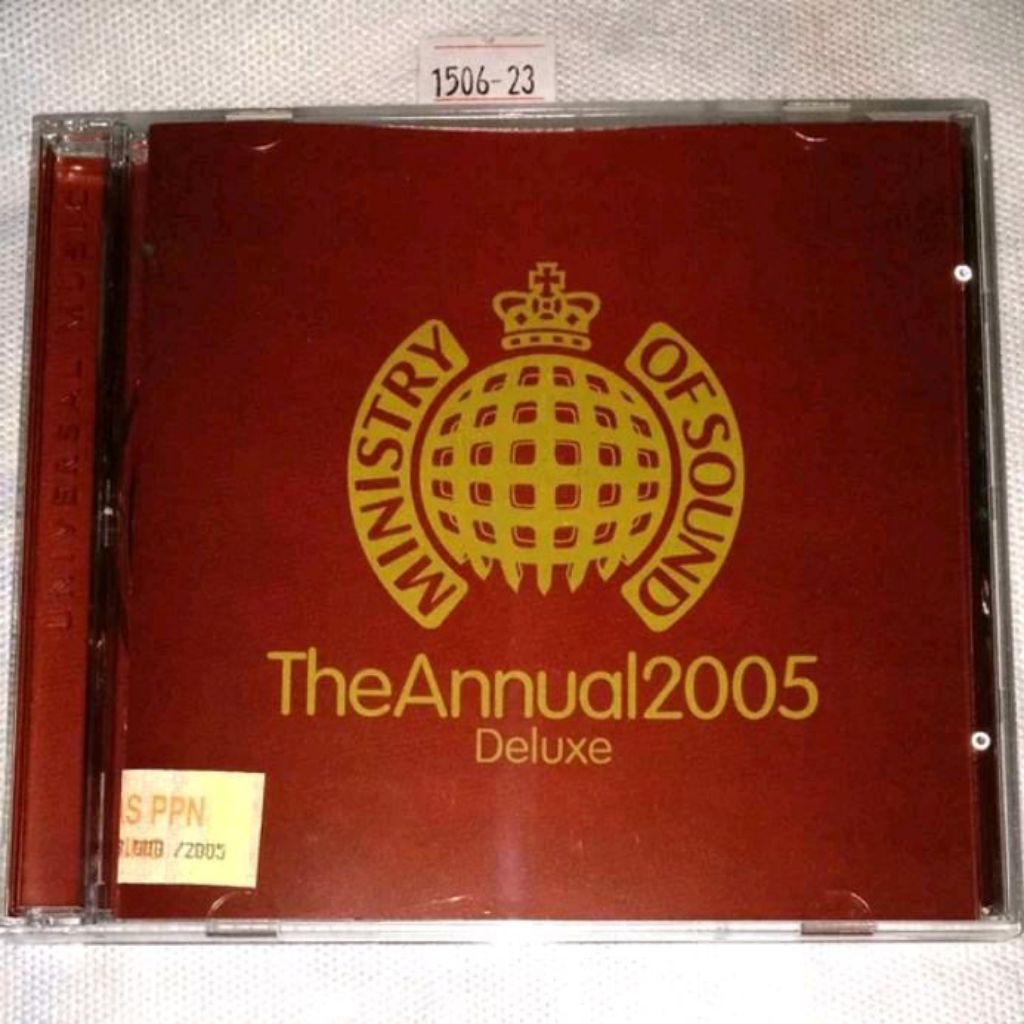 1506-23
UNIVERSAL MUSIC
MINISTRY OF SOUND
TheAnnual2005
Deluxe
S PPN
/2005